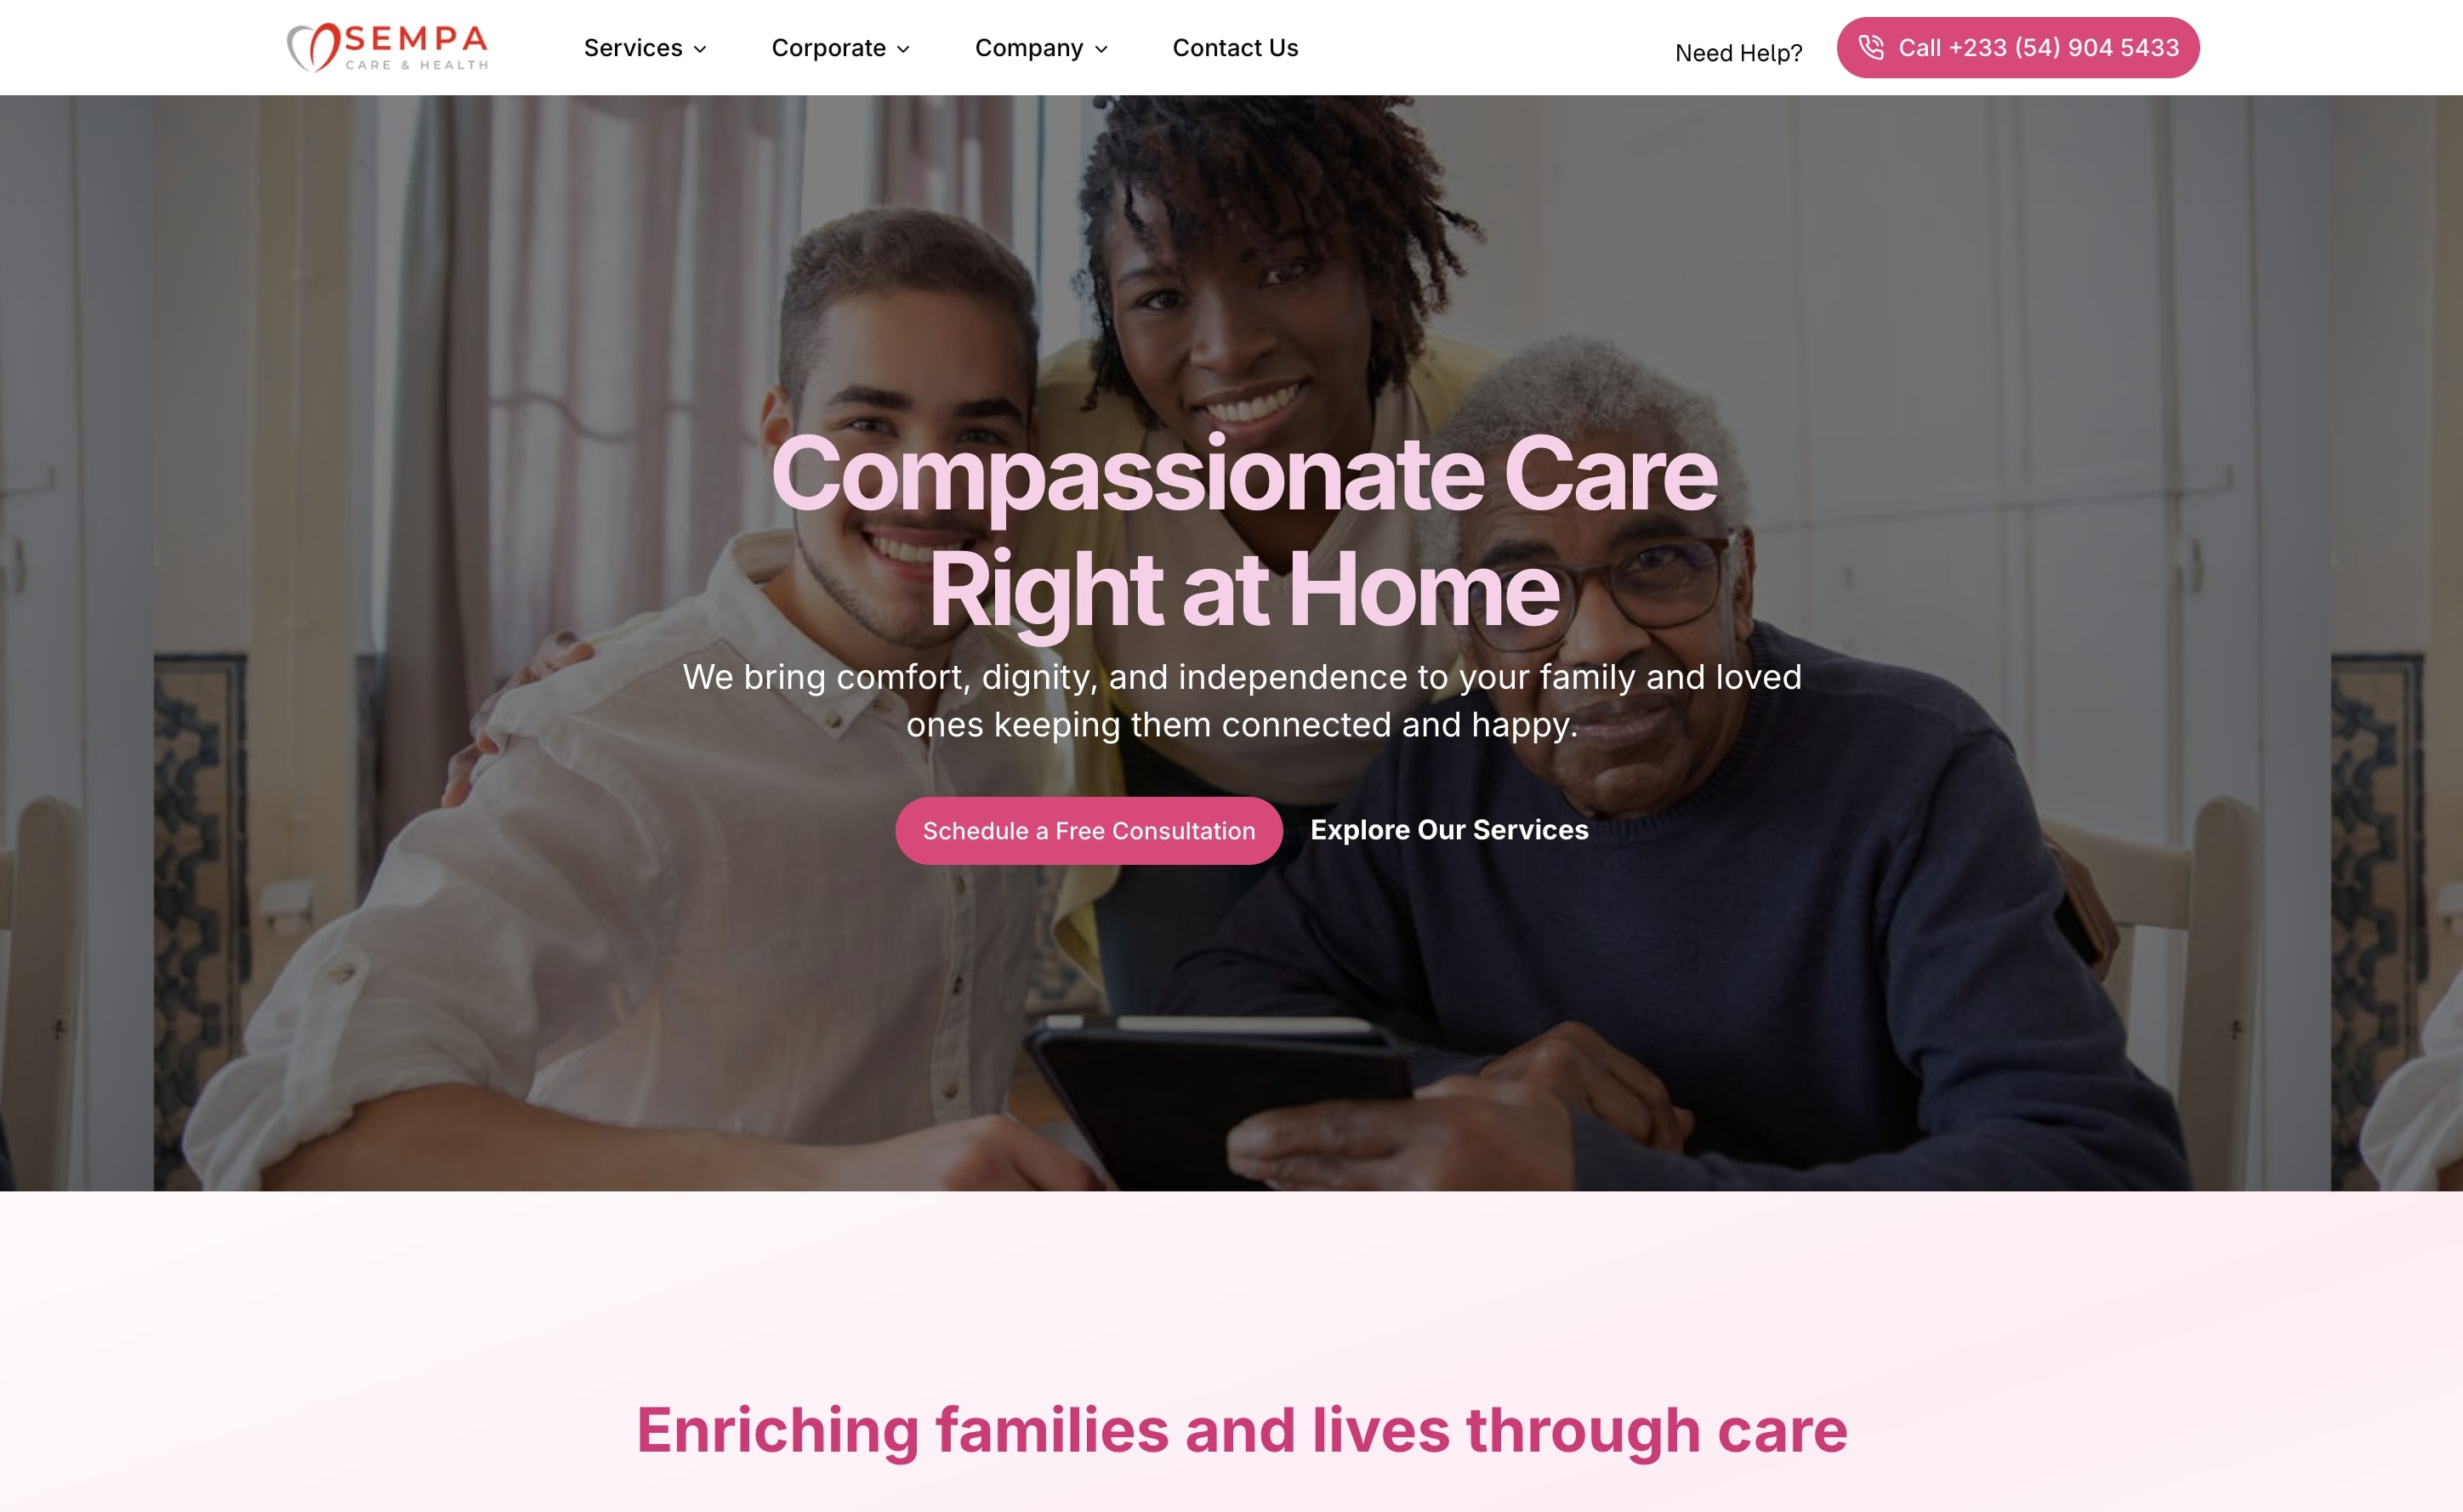 SEMPA
CARE & HEALTH
Services
Corporate
Company
Contact Us
Need Help?
Call +233 (54) 904 5433
Compassionate Care
Right at Home
We bring comfort, dignity, and independence to your family and loved
ones keeping them connected and happy.
Schedule a Free Consultation
Explore Our Services
Enriching families and lives through care